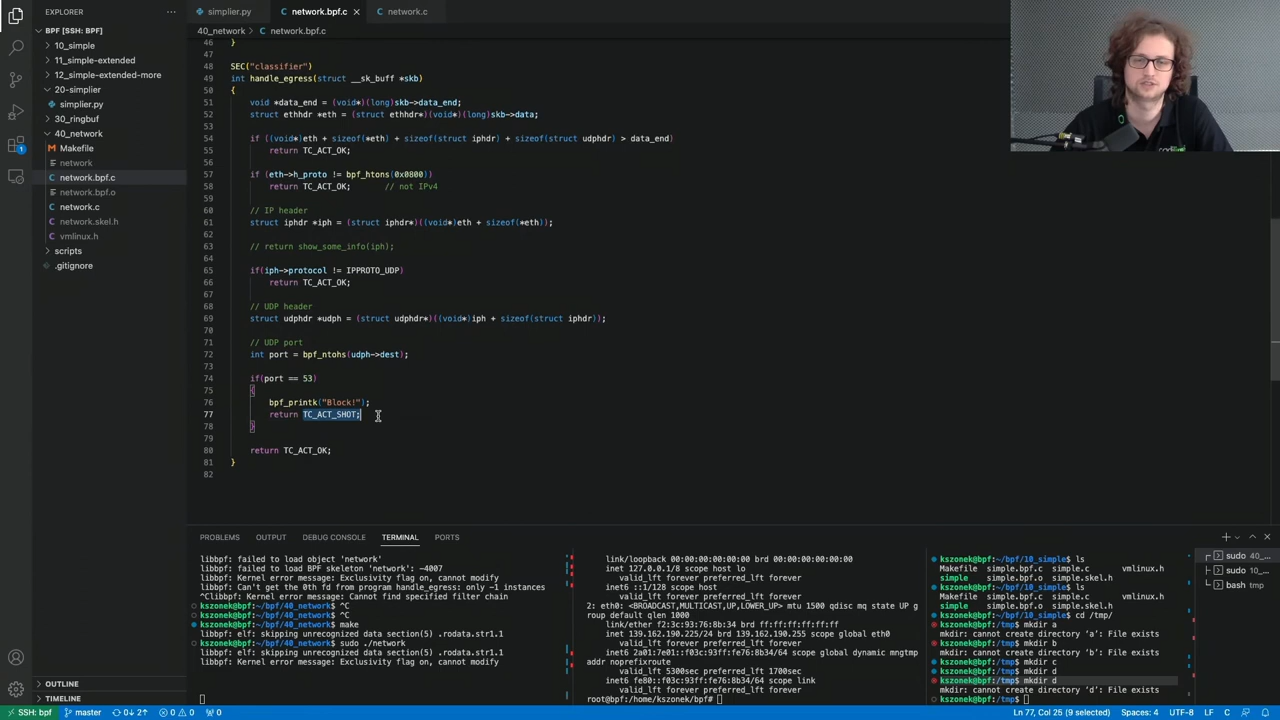 EXPLORER
BPF [SSH: BPF]
10_simple
11_simple-extended
12_simple-extended-more
20-simplier
simplier.py
30_ringbuf
40_network
Makefile
network
network.bpf.c
network.bpf.o
network.c
network.skel.h
vmlinux.h
scripts
.gitignore
OUTLINE
TIMELINE
1
simplier.py
network.bpf.c
network.c
40_network > network.bpf.c
46 }
47
48 SEC("classifier")
49 int handle_egress(struct __sk_buff *skb)
50 {
51 void *data_end = (void*)(long)skb->data_end;
52 struct ethhdr *eth = (struct ethhdr*)(void*)(long)skb->data;
53
54 if ((void*)eth + sizeof(*eth) + sizeof(struct iphdr) + sizeof(struct udphdr) > data_end)
55 return TC_ACT_OK;
56
57 if (eth->h_proto != bpf_htons(0x0800)
58 return TC_ACT_OK; // not IPv4
59
60 // IP header
61 struct iphdr *iph = (struct iphdr*)((void*)eth + sizeof(*eth));
62
63 // return show_some_info(iph);
64
65 if(iph->protocol != IPPROTO_UDP)
66 return TC_ACT_OK;
67
68 // UDP header
69 struct udphdr *udph = (struct udphdr*)((void*)iph + sizeof(struct iphdr));
70
71 // UDP port
72 int port = bpf_ntohs(udph->dest);
73
74 if(port == 53)
75 {
76 bpf_printk("Block!");
77 return TC_ACT_SHOT;
78 }
79
80 return TC_ACT_OK;
81 }
82
PROBLEMS OUTPUT DEBUG CONSOLE TERMINAL PORTS
libbpf: failed to load object 'network'
libbpf: failed to load BPF skeleton 'network': -4007
libbpf: Kernel error message: Exclusivity flag on, cannot modify
libbpf: Can't get the 0th fd from program handle_egress: only -1 instances
^Clibbpf: Kernel error message: Cannot find specified filter chain
kszonek@bpf:~/bpf/40_network$ ^C
kszonek@bpf:~/bpf/40_network$ ^C
kszonek@bpf:~/bpf/40_network$ make
libbpf: elf: skipping unrecognized data section(5) .rodata.str1.1
kszonek@bpf:~/bpf/40_network$ sudo ./network
libbpf: elf: skipping unrecognized data section(5) .rodata.str1.1
libbpf: Kernel error message: Exclusivity flag on, cannot modify
link/loopback 00:00:00:00:00:00 brd 00:00:00:00:00:00
inet 127.0.0.1/8 scope host lo
valid_lft forever preferred_lft forever
inet6 ::1/128 scope host
valid_lft forever preferred_lft forever
2: eth0: <BROADCAST,MULTICAST,UP,LOWER_UP> mtu 1500 qdisc mq state UP g
roup default qlen 1000
link/ether f2:3c:93:76:8b:34 brd ff:ff:ff:ff:ff:ff
inet 139.162.190.225/24 brd 139.162.190.255 scope global eth0
valid_lft forever preferred_lft forever
inet6 2a01:7e01::f03c:93ff:fe76:8b34/64 scope global dynamic mngtmp
addr noprefixroute
valid_lft 5300sec preferred_lft 1700sec
inet6 fe80::f03c:93ff:fe76:8b34/64 scope link
valid_lft forever preferred_lft forever
root@bpf:/home/kszonek/bpf#
kszonek@bpf:~/bpf/10_simple$ ls
Makefile simple.bpf.c simple.c vmlinux.h
simple simple.bpf.o simple.skel.h
kszonek@bpf:~/bpf/10_simple$ ls
Makefile simple.bpf.c simple.c vmlinux.h
simple simple.bpf.o simple.skel.h
kszonek@bpf:~/bpf/10_simple$ cd /tmp/
kszonek@bpf:/tmp$ mkdir a
mkdir: cannot create directory 'a': File exists
kszonek@bpf:/tmp$ mkdir b
mkdir: cannot create directory 'b': File exists
kszonek@bpf:/tmp$ mkdir c
kszonek@bpf:/tmp$ mkdir d
kszonek@bpf:/tmp$ mkdir d
mkdir: cannot create directory 'd': File exists
kszonek@bpf:/tmp$
sudo 40_...
sudo 10_...
bash tmp
SSH: bpf
master
0↓ 2↑
0 0
0
Ln 77, Col 25 (9 selected)
Spaces: 4
UTF-8
LF
C